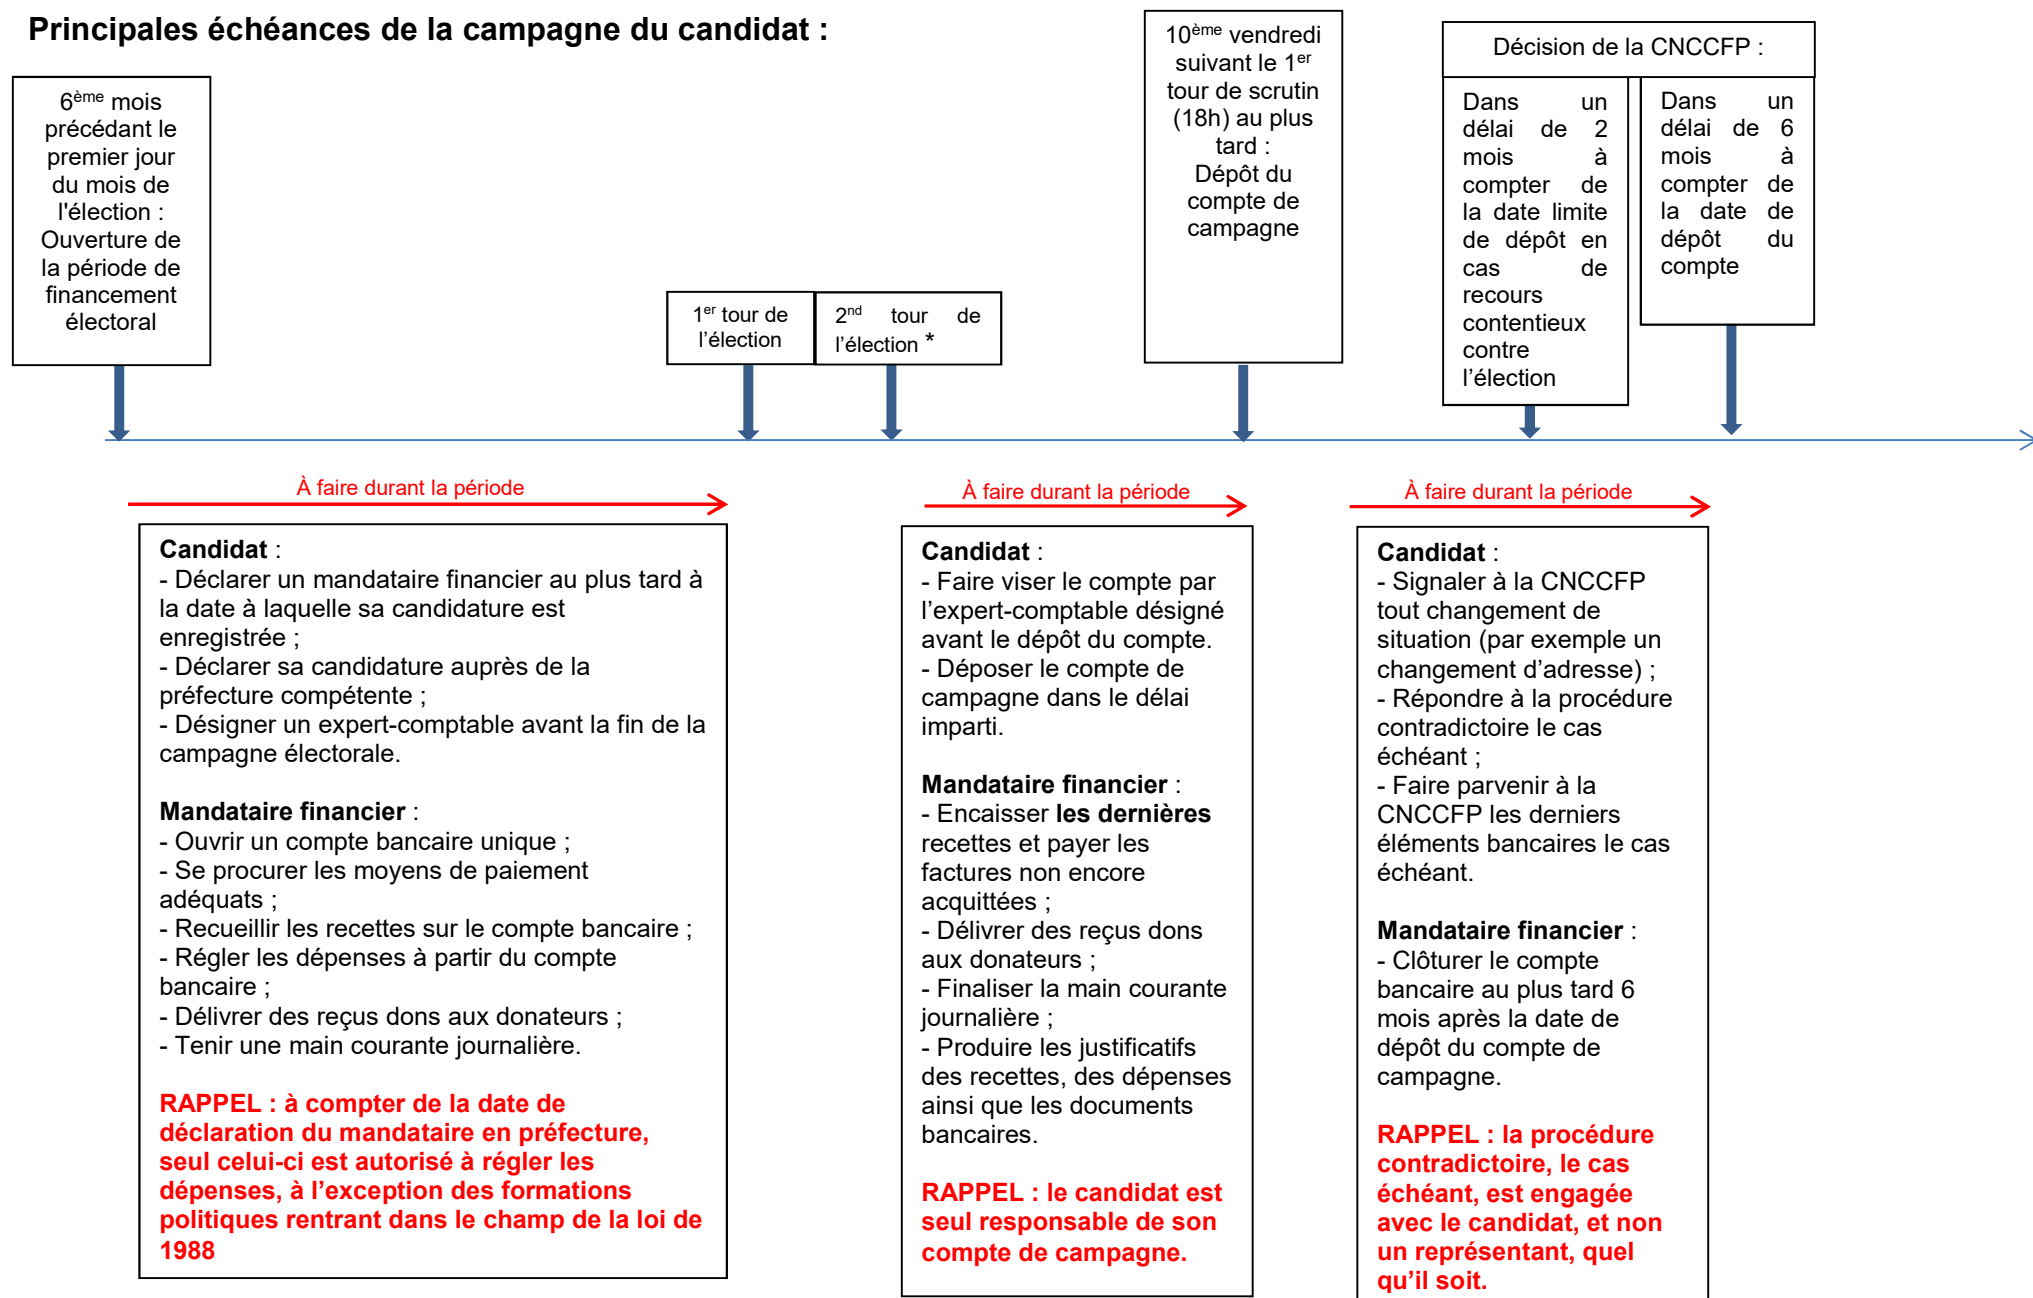 Principales échéances de la campagne du candidat :
6ème mois
précédant le
premier jour
du mois de
l'élection :
Ouverture de
la période de
financement
électoral
1er tour de
l’élection
2nd tour de
l’élection *
10ème vendredi
suivant le 1er
tour de scrutin
(18h) au plus
tard :
Dépôt du
compte de
campagne
Décision de la CNCCFP :
Dans un
délai de 2
mois à
compter de
la date limite
de dépôt en
cas de
recours
contentieux
contre
l’élection
Dans un
délai de 6
mois à
compter de
la date de
dépôt du
compte
À faire durant la période
Candidat :
- Déclarer un mandataire financier au plus tard à
la date à laquelle sa candidature est
enregistrée ;
- Déclarer sa candidature auprès de la
préfecture compétente ;
- Désigner un expert-comptable avant la fin de la
campagne électorale.
Mandataire financier :
- Ouvrir un compte bancaire unique ;
- Se procurer les moyens de paiement
adéquats ;
- Recueillir les recettes sur le compte bancaire ;
- Régler les dépenses à partir du compte
bancaire ;
- Délivrer des reçus dons aux donateurs ;
- Tenir une main courante journalière.
RAPPEL : à compter de la date de
déclaration du mandataire en préfecture,
seul celui-ci est autorisé à régler les
dépenses, à l’exception des formations
politiques rentrant dans le champ de la loi de
1988
À faire durant la période
Candidat :
- Faire viser le compte par
l’expert-comptable désigné
avant le dépôt du compte.
- Déposer le compte de
campagne dans le délai
imparti.
Mandataire financier :
- Encaisser les dernières
recettes et payer les
factures non encore
acquittées ;
- Délivrer des reçus dons
aux donateurs ;
- Finaliser la main courante
journalière ;
- Produire les justificatifs
des recettes, des dépenses
ainsi que les documents
bancaires.
RAPPEL : le candidat est
seul responsable de son
compte de campagne.
À faire durant la période
Candidat :
- Signaler à la CNCCFP
tout changement de
situation (par exemple un
changement d’adresse) ;
- Répondre à la procédure
contradictoire le cas
échéant ;
- Faire parvenir à la
CNCCFP les derniers
éléments bancaires le cas
échéant.
Mandataire financier :
- Clôturer le compte
bancaire au plus tard 6
mois après la date de
dépôt du compte de
campagne.
RAPPEL : la procédure
contradictoire, le cas
échéant, est engagée
avec le candidat, et non
un représentant, quel
qu’il soit.